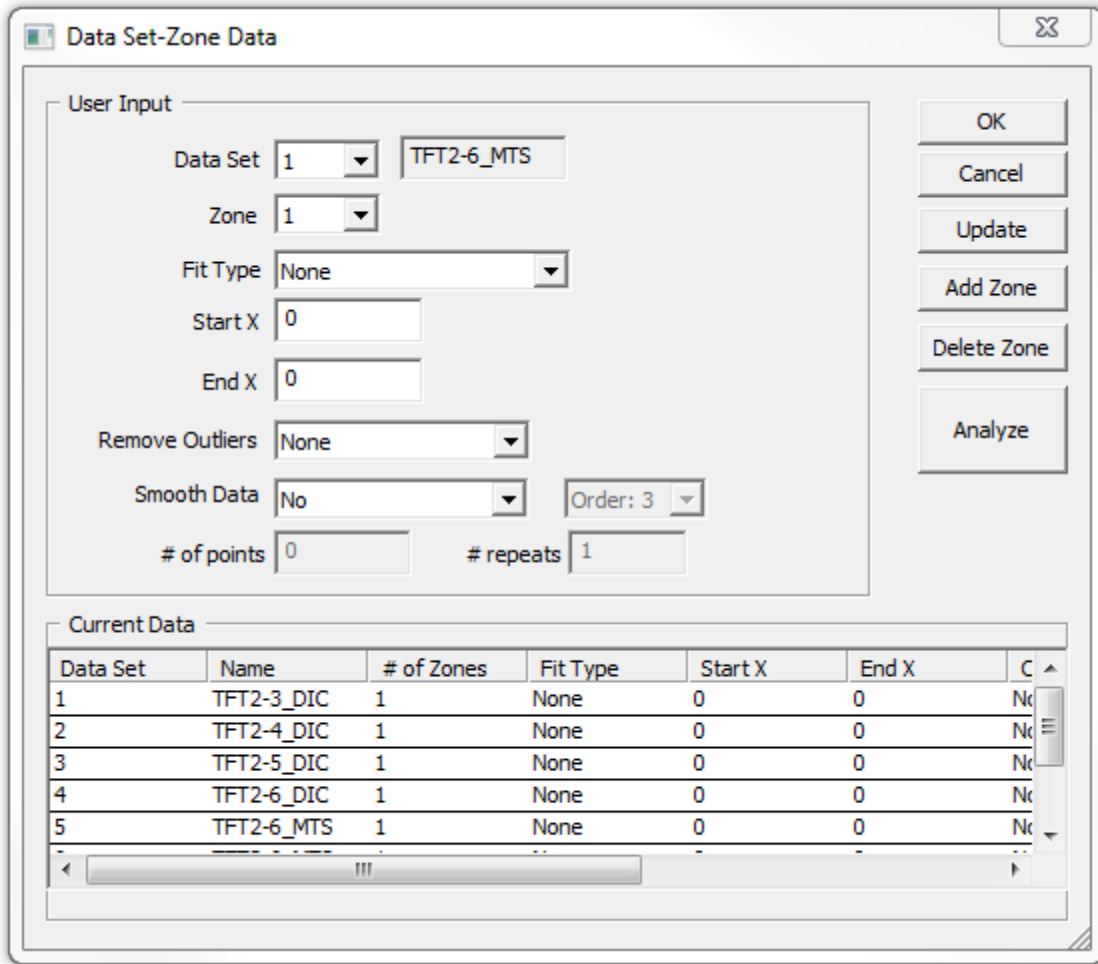 Data Set-Zone Data
User Input
Data Set 1 TFT2-6_MTS
Zone 1
Fit Type None
Start X 0
End X 0
Remove Outliers None
Smooth Data No Order: 3
# of points 0 # repeats 1
OK
Cancel
Update
Add Zone
Delete Zone
Analyze
Current Data
Data Set Name # of Zones Fit Type Start X End X
1 TFT2-3_DIC 1 None 0 0
2 TFT2-4_DIC 1 None 0 0
3 TFT2-5_DIC 1 None 0 0
4 TFT2-6_DIC 1 None 0 0
5 TFT2-6_MTS 1 None 0 0